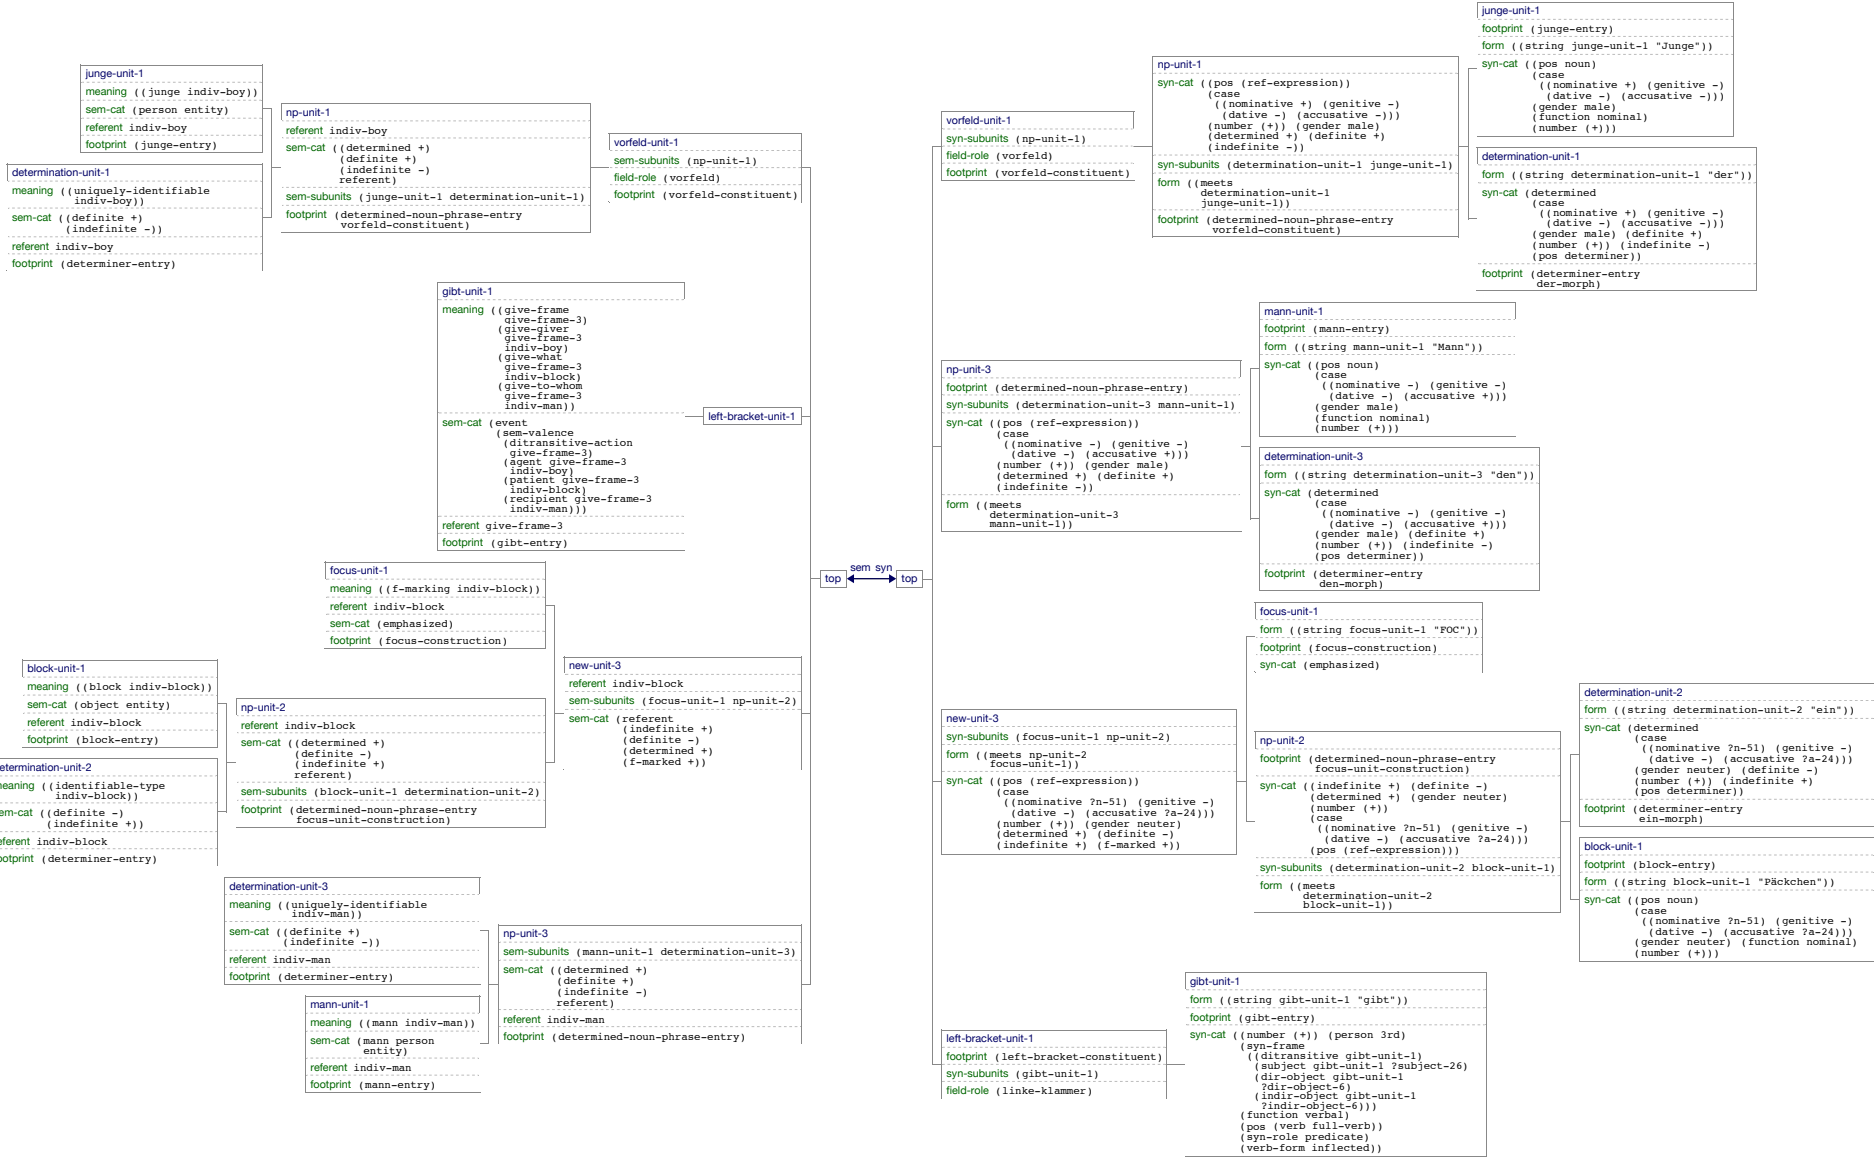 junge-unit-1
meaning ((junge indiv-boy))
sem-cat (person entity)
referent indiv-boy
footprint (junge-entry)
determination-unit-1
meaning ((uniquely-identifiable
indiv-boy))
sem-cat ((definite +)
(indefinite -))
referent indiv-boy
footprint (determiner-entry)
np-unit-1
referent indiv-boy
sem-cat ((determined +)
(definite +)
(indefinite -)
referent)
sem-subunits (junge-unit-1 determination-unit-1)
footprint (determined-noun-phrase-entry
vorfeld-constituent)
vorfeld-unit-1
sem-subunits (np-unit-1)
field-role (vorfeld)
footprint (vorfeld-constituent)
gibt-unit-1
meaning ((give-frame
give-frame-3)
(give-giver
give-frame-3
indiv-boy)
(give-what
give-frame-3
indiv-block)
(give-to-whom
give-frame-3
indiv-man))
sem-cat (event
(sem-valence
(ditransitive-action
give-frame-3)
(agent give-frame-3
indiv-boy)
(patient give-frame-3
indiv-block)
(recipient give-frame-3
indiv-man)))
referent give-frame-3
footprint (gibt-entry)
left-bracket-unit-1
focus-unit-1
meaning ((f-marking indiv-block))
referent indiv-block
sem-cat (emphasized)
footprint (focus-construction)
block-unit-1
meaning ((block indiv-block))
sem-cat (object entity)
referent indiv-block
footprint (block-entry)
etermination-unit-2
eaning ((identifiable-type
indiv-block))
em-cat ((definite -)
(indefinite +))
eferent indiv-block
ootprint (determiner-entry)
np-unit-2
referent indiv-block
sem-cat ((determined +)
(definite -)
(indefinite +)
referent)
sem-subunits (block-unit-1 determination-unit-2)
footprint (determined-noun-phrase-entry
focus-unit-construction)
new-unit-3
referent indiv-block
sem-subunits (focus-unit-1 np-unit-2)
sem-cat (referent
(indefinite +)
(definite -)
(determined +)
(f-marked +))
determination-unit-3
meaning ((uniquely-identifiable
indiv-man))
sem-cat ((definite +)
(indefinite -))
referent indiv-man
footprint (determiner-entry)
mann-unit-1
meaning ((mann indiv-man))
sem-cat (mann person
entity)
referent indiv-man
footprint (mann-entry)
np-unit-3
sem-subunits (mann-unit-1 determination-unit-3)
sem-cat ((determined +)
(definite +)
(indefinite -)
referent)
referent indiv-man
footprint (determined-noun-phrase-entry)
top
sem syn
top
vorfeld-unit-1
syn-subunits (np-unit-1)
field-role (vorfeld)
footprint (vorfeld-constituent)
np-unit-1
syn-cat ((pos (ref-expression))
(case
((nominative +) (genitive -)
(dative -) (accusative -)))
(number (+)) (gender male)
(determined +) (definite +)
(indefinite -))
syn-subunits (determination-unit-1 junge-unit-1)
form ((meets
determination-unit-1
junge-unit-1))
footprint (determined-noun-phrase-entry
vorfeld-constituent)
junge-unit-1
footprint (junge-entry)
form ((string junge-unit-1 "Junge"))
syn-cat ((pos noun)
(case
((nominative +) (genitive -)
(dative -) (accusative -)))
(gender male)
(function nominal)
(number (+)))
determination-unit-1
form ((string determination-unit-1 "der"))
syn-cat (determined
(case
((nominative +) (genitive -)
(dative -) (accusative -)))
(gender male) (definite +)
(number (+)) (indefinite -)
(pos determiner))
footprint (determiner-entry
der-morph)
np-unit-3
footprint (determined-noun-phrase-entry)
syn-subunits (determination-unit-3 mann-unit-1)
syn-cat ((pos (ref-expression))
(case
((nominative -) (genitive -)
(dative -) (accusative +)))
(number (+)) (gender male)
(determined +) (definite +)
(indefinite -))
form ((meets
determination-unit-3
mann-unit-1))
mann-unit-1
footprint (mann-entry)
form ((string mann-unit-1 "Mann"))
syn-cat ((pos noun)
(case
((nominative -) (genitive -)
(dative -) (accusative +)))
(gender male)
(function nominal)
(number (+)))
determination-unit-3
form ((string determination-unit-3 "den"))
syn-cat (determined
(case
((nominative -) (genitive -)
(dative -) (accusative +)))
(gender male) (definite +)
(number (+)) (indefinite -)
(pos determiner))
footprint (determiner-entry
den-morph)
new-unit-3
syn-subunits (focus-unit-1 np-unit-2)
form ((meets np-unit-2
focus-unit-1))
syn-cat ((pos (ref-expression))
(case
((nominative ?n-51) (genitive -)
(dative -) (accusative ?a-24)))
(number (+)) (gender neuter)
(determined +) (definite -)
(indefinite +) (f-marked +))
focus-unit-1
form ((string focus-unit-1 "FOC"))
footprint (focus-construction)
syn-cat (emphasized)
np-unit-2
footprint (determined-noun-phrase-entry
focus-unit-construction)
syn-cat ((indefinite +) (definite -)
(determined +) (gender neuter)
(number (+))
(case
((nominative ?n-51) (genitive -)
(dative -) (accusative ?a-24)))
(pos (ref-expression)))
syn-subunits (determination-unit-2 block-unit-1)
form ((meets
determination-unit-2
block-unit-1))
determination-unit-2
form ((string determination-unit-2 "ein"))
syn-cat (determined
(case
((nominative ?n-51) (genitive -)
(dative -) (accusative ?a-24)))
(gender neuter) (definite -)
(number (+)) (indefinite +)
(pos determiner))
footprint (determiner-entry
ein-morph)
block-unit-1
footprint (block-entry)
form ((string block-unit-1 "Päckchen"))
syn-cat ((pos noun)
(case
((nominative ?n-51) (genitive -)
(dative -) (accusative ?a-24)))
(gender neuter) (function nominal)
(number (+)))
left-bracket-unit-1
footprint (left-bracket-constituent)
syn-subunits (gibt-unit-1)
field-role (linke-klammer)
gibt-unit-1
form ((string gibt-unit-1 "gibt"))
footprint (gibt-entry)
syn-cat ((number (+)) (person 3rd)
(syn-frame
((ditransitive gibt-unit-1)
(subject gibt-unit-1 ?subject-26)
(dir-object gibt-unit-1
?dir-object-6)
(indir-object gibt-unit-1
?indir-object-6)))
(function verbal)
(pos (verb full-verb))
(syn-role predicate)
(verb-form inflected))